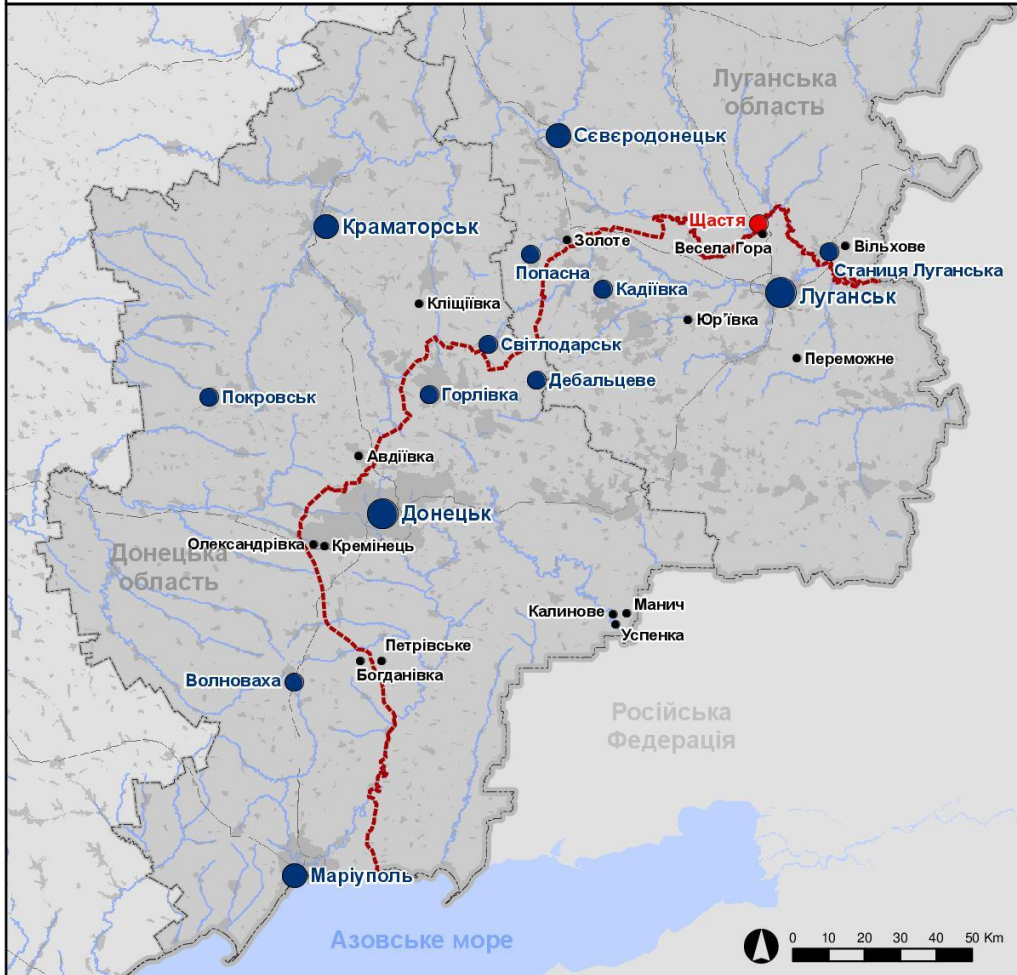 Луганська
область
Сєвєродонецьк
Краматорськ
Щастя
Золоте
Весела Гора
Вільхове
Попасна
Станиця Луганська
Кадіївка
Луганськ
Кліщіївка
Юр'ївка
Світлодарськ
Переможне
Дебальцеве
Покровськ
Горлівка
Авдіївка
Донецьк
Олександрівка
Кремінець
Донецька
область
Калинове
Манич
Успенка
Петрівське
Богданівка
Волноваха
Російська
Федерація
Маріуполь
Азовське море
0 10 20 30 40 50 Km